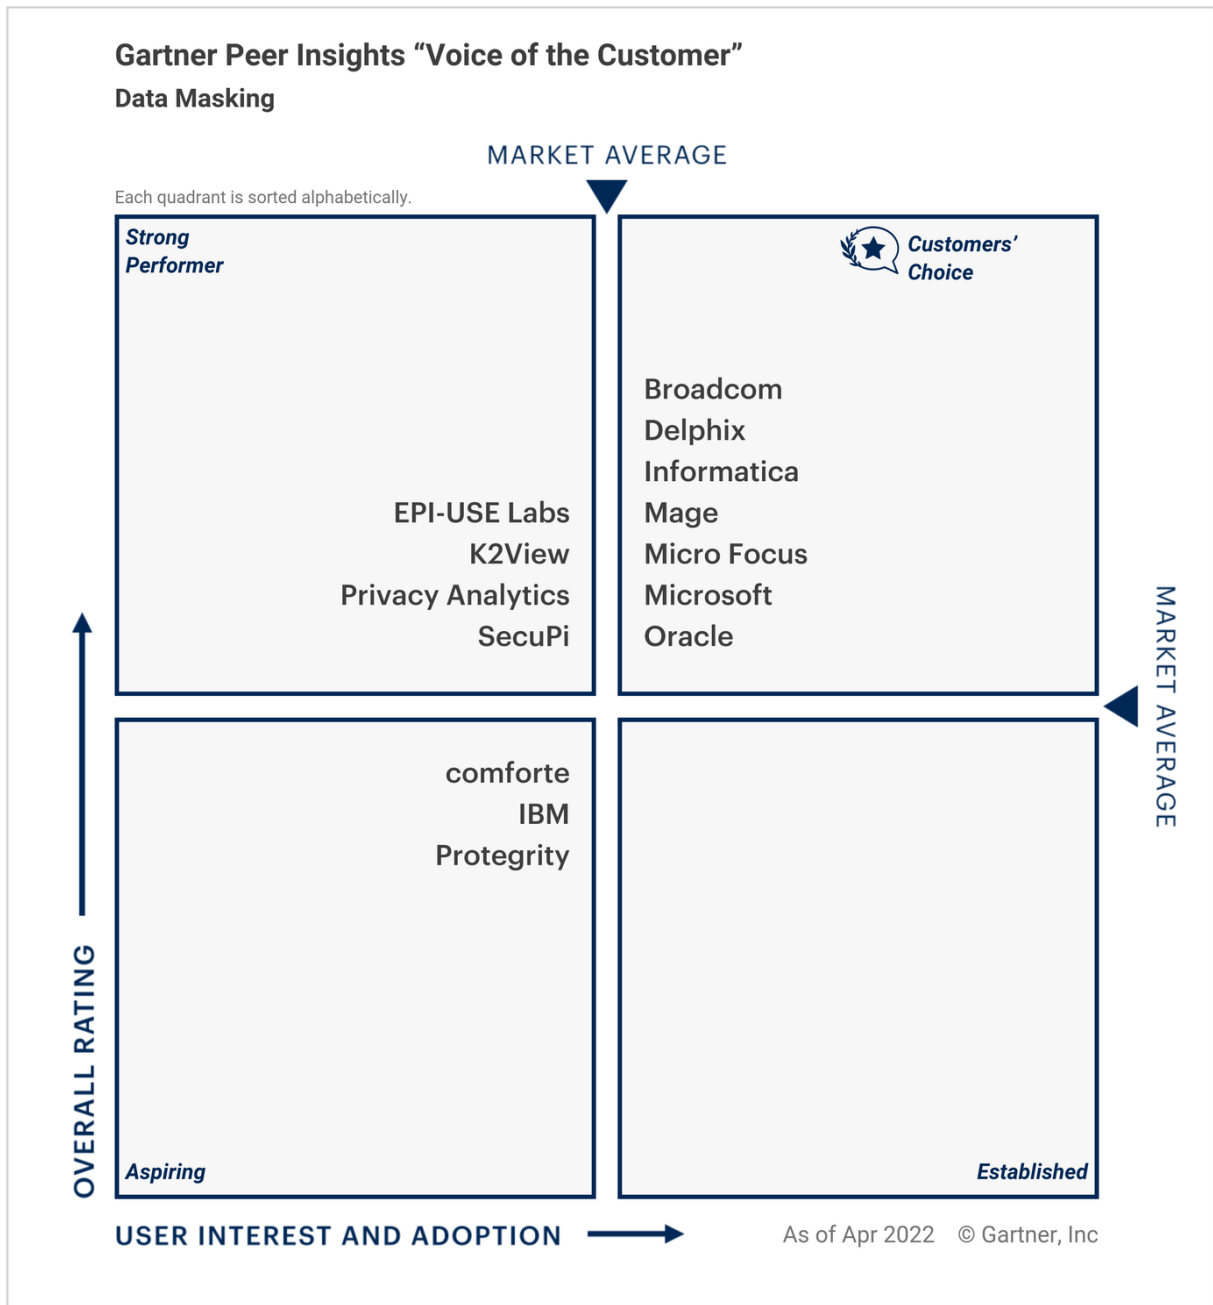 Gartner Peer Insights “Voice of the Customer”
Data Masking
MARKET AVERAGE
Each quadrant is sorted alphabetically.
Strong
Performer
EPI-USE Labs
K2View
Privacy Analytics
SecuPi
Customers’
Choice
Broadcom
Delphix
Informatica
Mage
Micro Focus
Microsoft
Oracle
MARKET AVERAGE
comforte
IBM
Protegrity
Aspiring
Established
OVERALL RATING
USER INTEREST AND ADOPTION
As of Apr 2022 © Gartner, Inc